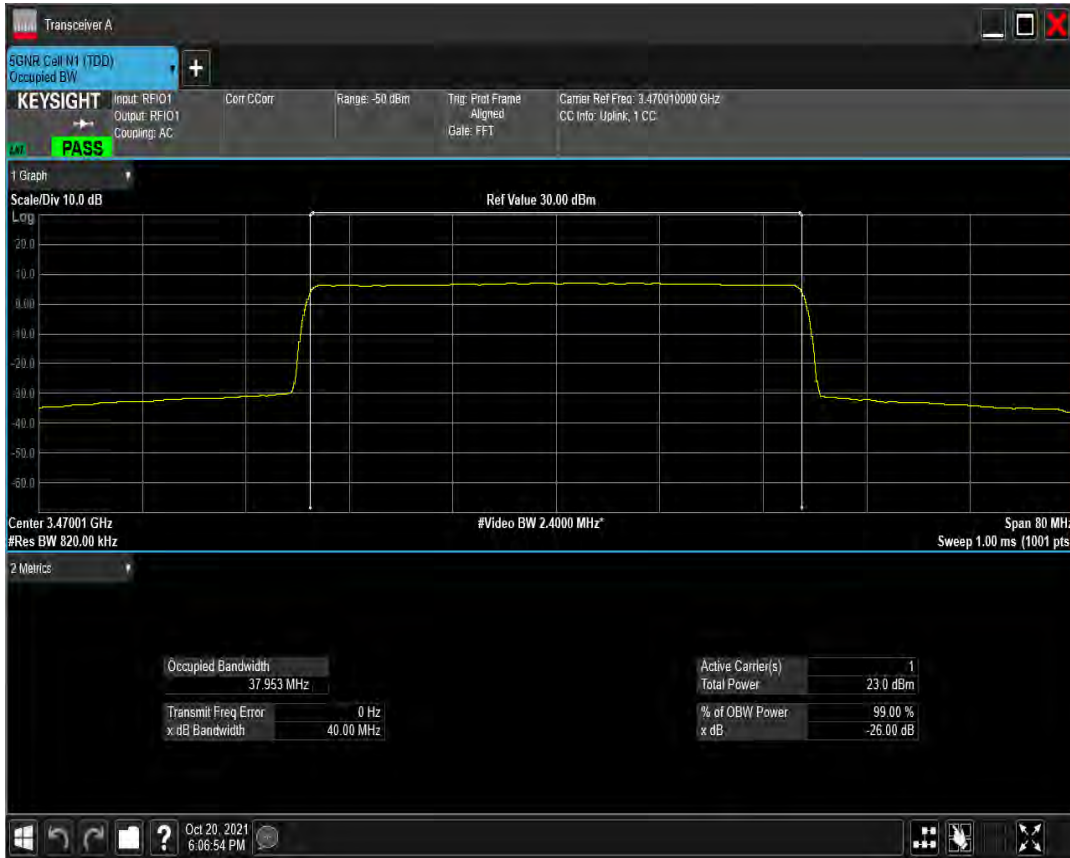 Transceiver A
5GNR Cell N1 (TDD)
Occupied BW
+
KEYSIGHT
Input: RFIO1
Output: RFIO1
Coupling: AC
Corr CCorr
Range: -50 dBm
Trig: Prot Frame
Aligned
Gate: FFT
Carrier Ref Freq: 3.470010000 GHz
CC Info: Uplink, 1 CC
PASS
1 Graph
Scale/Div 10.0 dB
Ref Value 30.00 dBm
Log
20.0
10.0
0.00
-10.0
-20.0
-30.0
-40.0
-50.0
-60.0
Center 3.47001 GHz
#Video BW 2.4000 MHz*
Span 80 MHz
#Res BW 820.00 kHz
Sweep 1.00 ms (1001 pts
2 Metrics
Occupied Bandwidth
37.953 MHz
Transmit Freq Error 0 Hz
x dB Bandwidth 40.00 MHz
Active Carrier(s) 1
Total Power 23.0 dBm
% of OBW Power 99.00 %
x dB -26.00 dB
?
Oct 20, 2021
6:06:54 PM